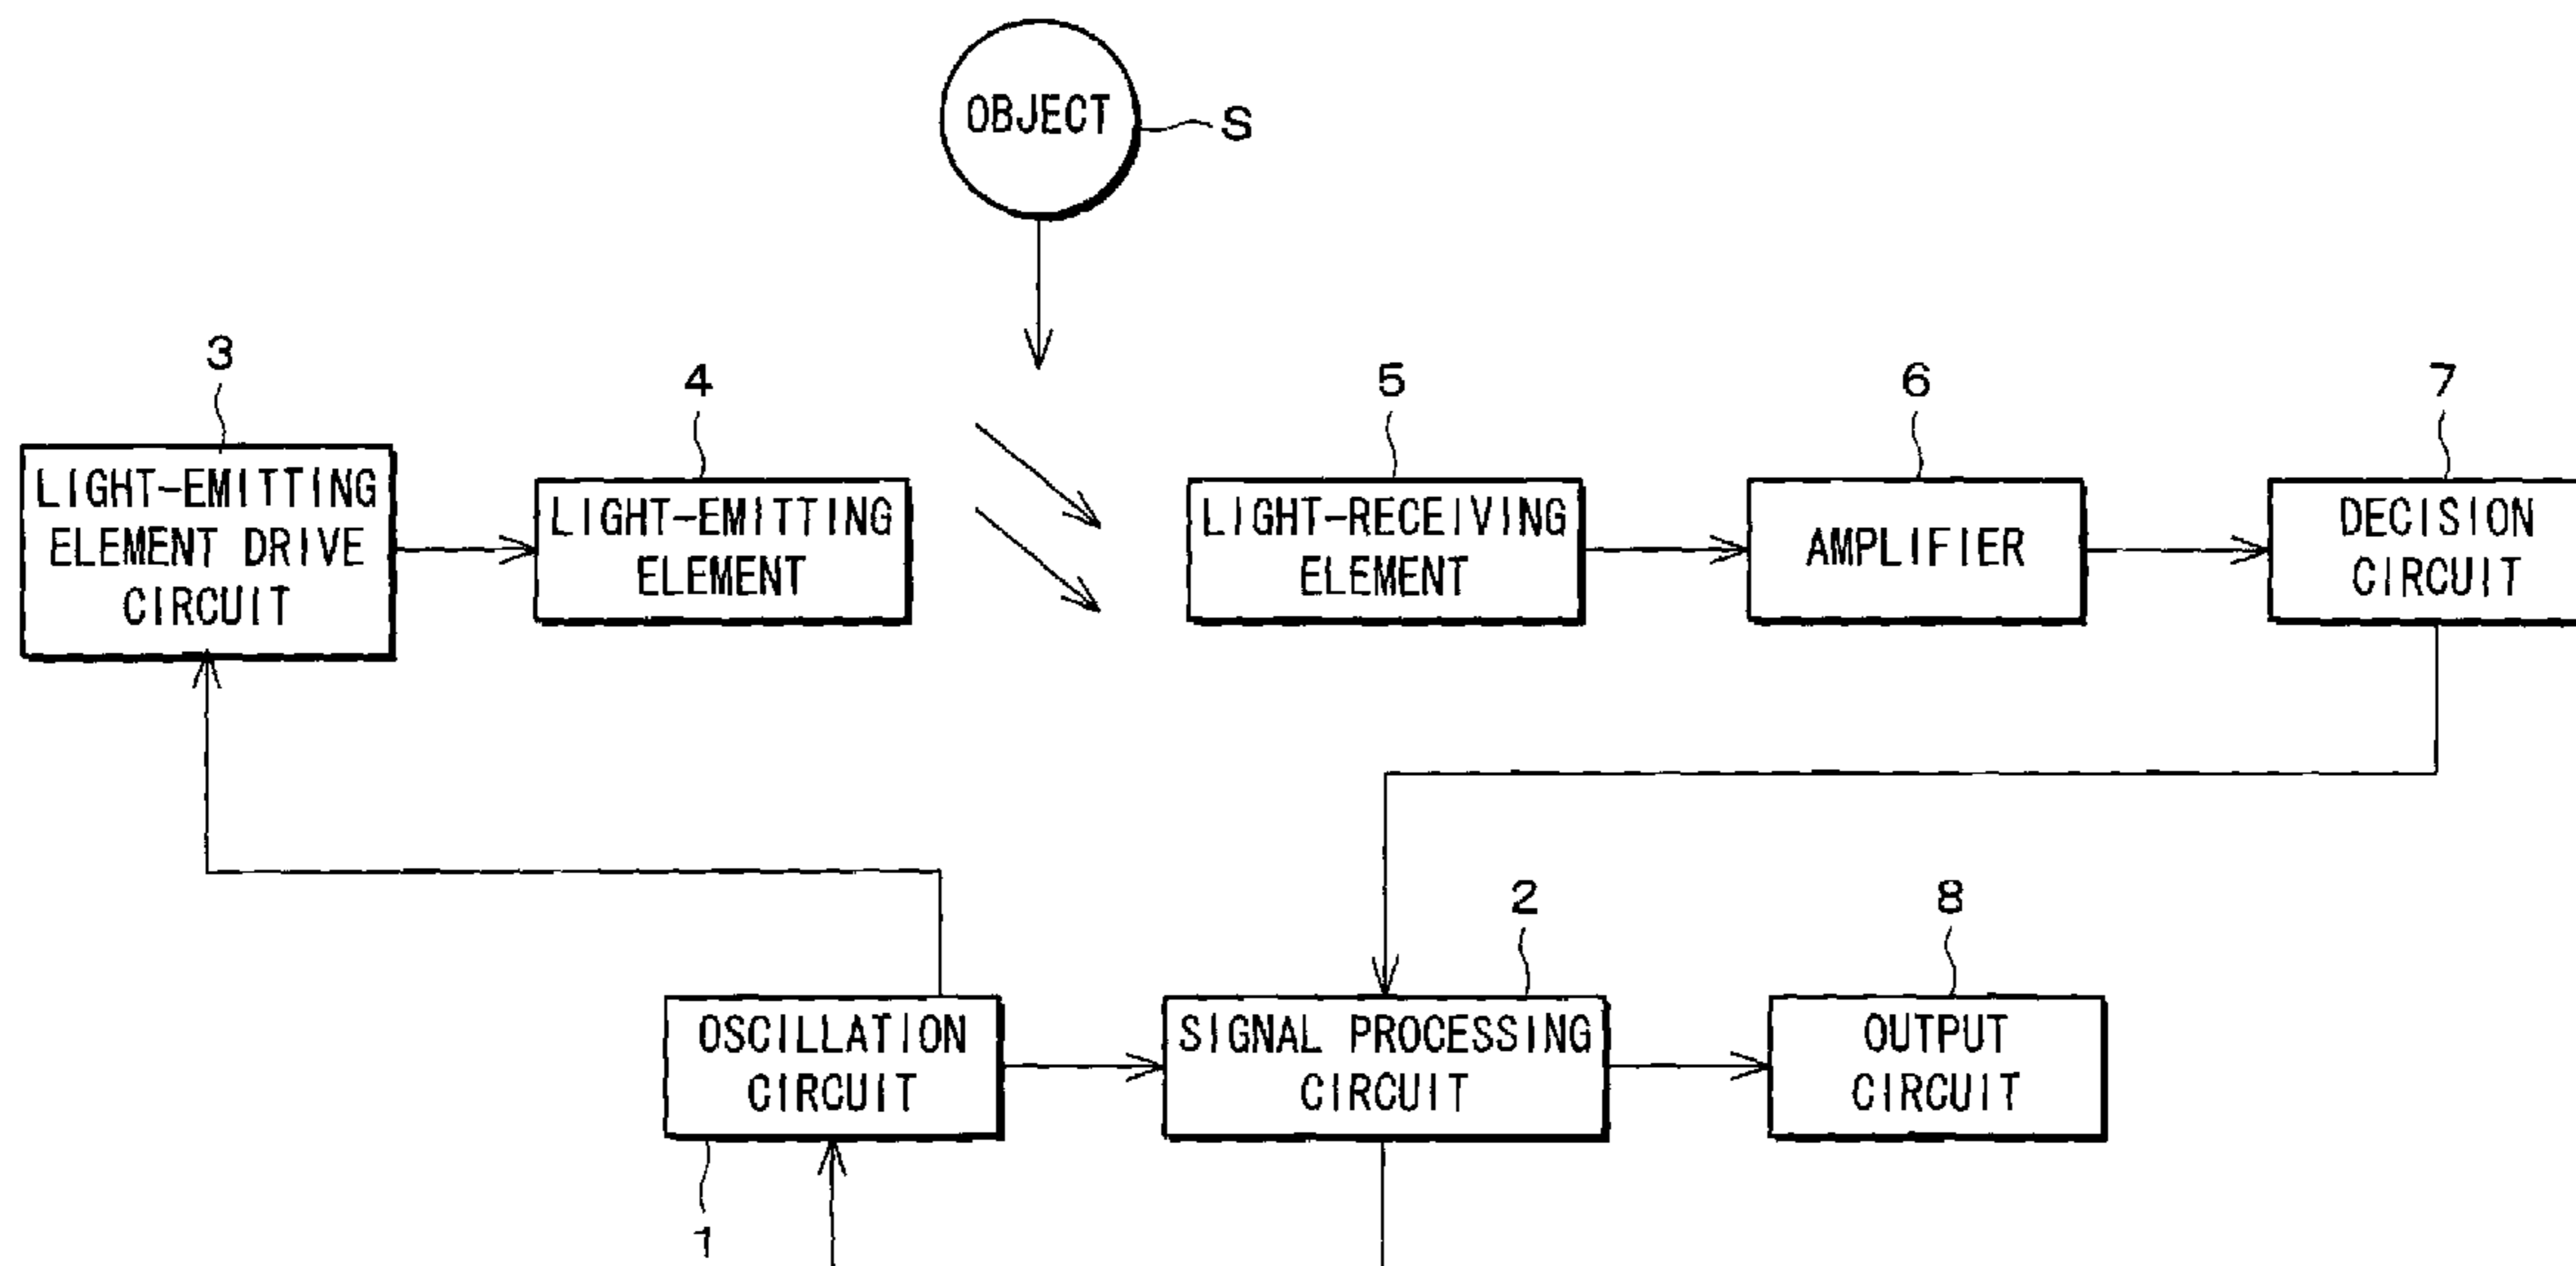 OBJECT
S
3
LIGHT-EMITTING
ELEMENT DRIVE
CIRCUIT
4
LIGHT-EMITTING
ELEMENT
5
LIGHT-RECEIVING
ELEMENT
6
AMPLIFIER
7
DECISION
CIRCUIT
OSCILLATION
CIRCUIT
1
2
SIGNAL PROCESSING
CIRCUIT
8
OUTPUT
CIRCUIT